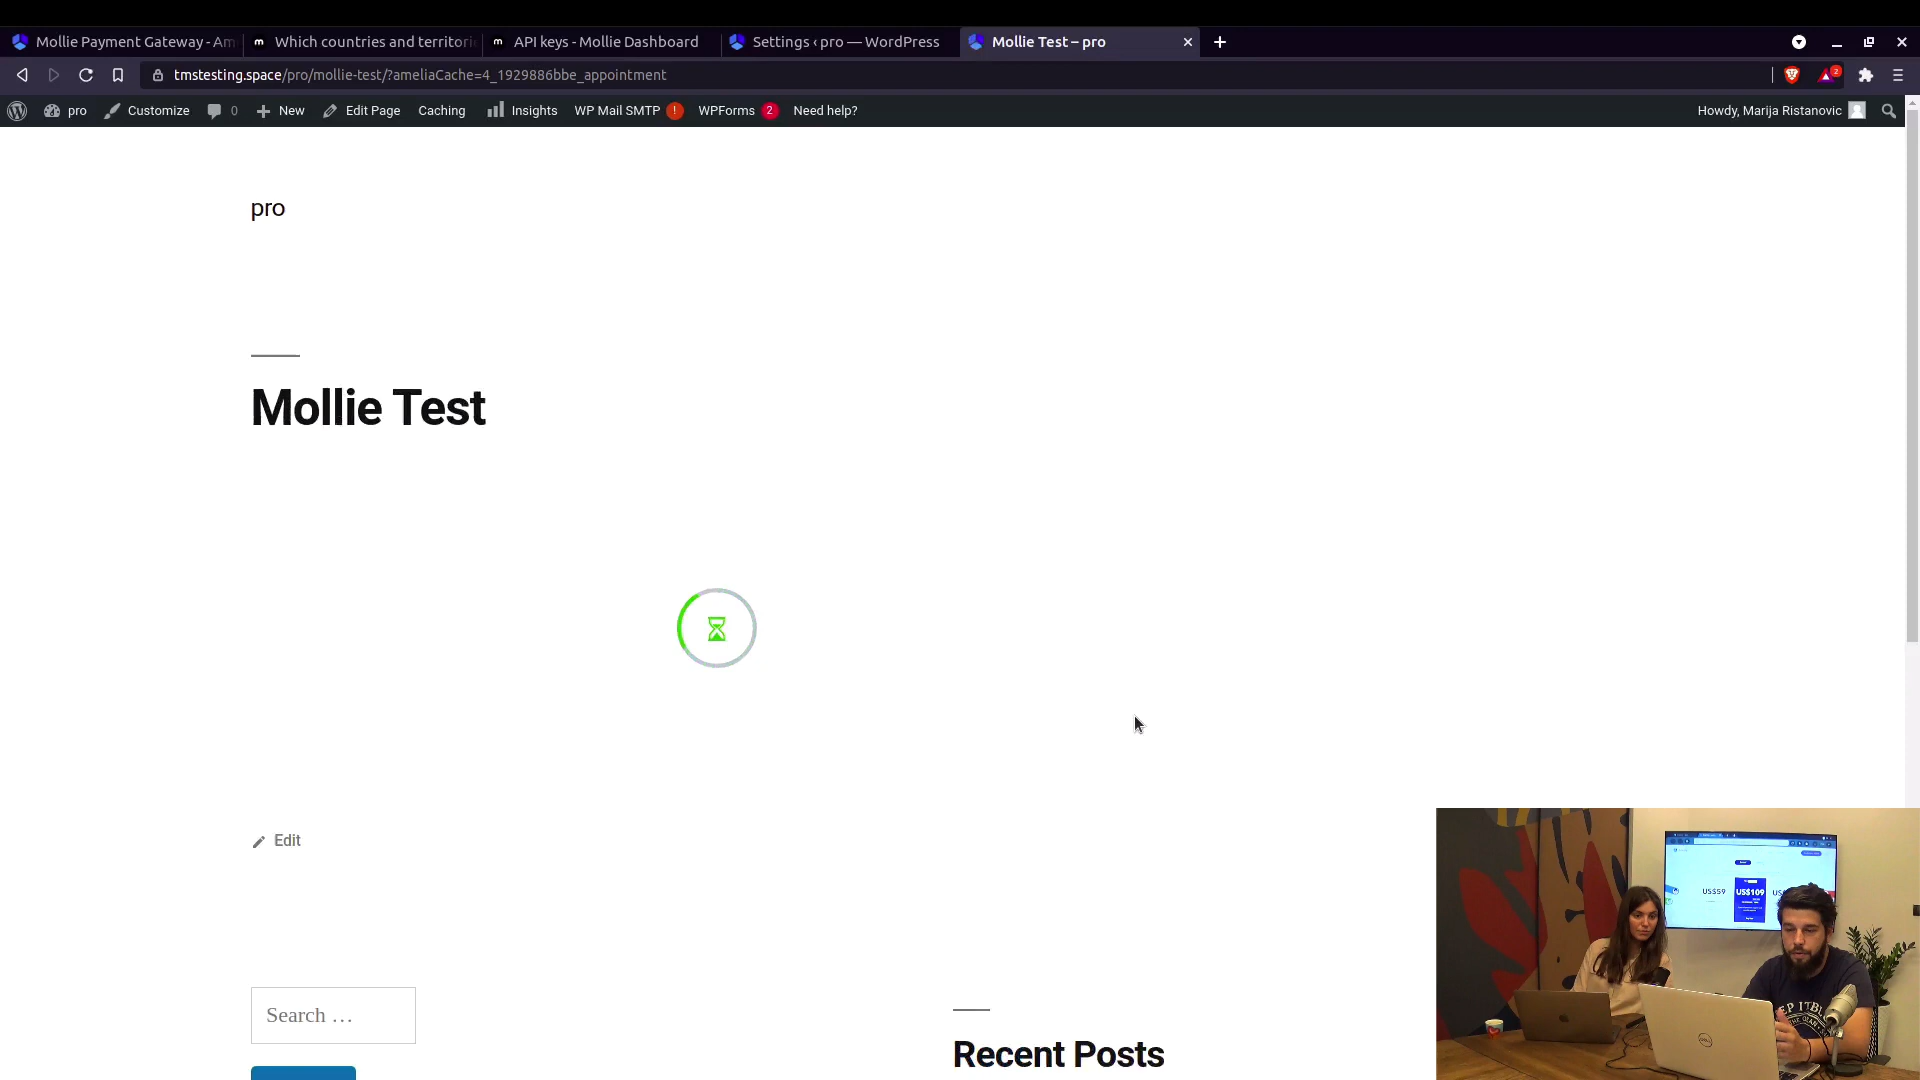 Mollie Payment Gateway - Am
Which countries and territori
API keys - Mollie Dashboard
Settings ‹ pro — WordPress
Mollie Test – pro
tmstesting.space/pro/mollie-test/?ameliaCache=4_1929886bbe_appointment
2
pro
Customize
0
New
Edit Page
Caching
Insights
WP Mail SMTP !
WPForms 2
Need help?
Howdy, Marija Ristanovic
pro
Mollie Test
Edit
Search …
Recent Posts
US$59
US$109
DELL